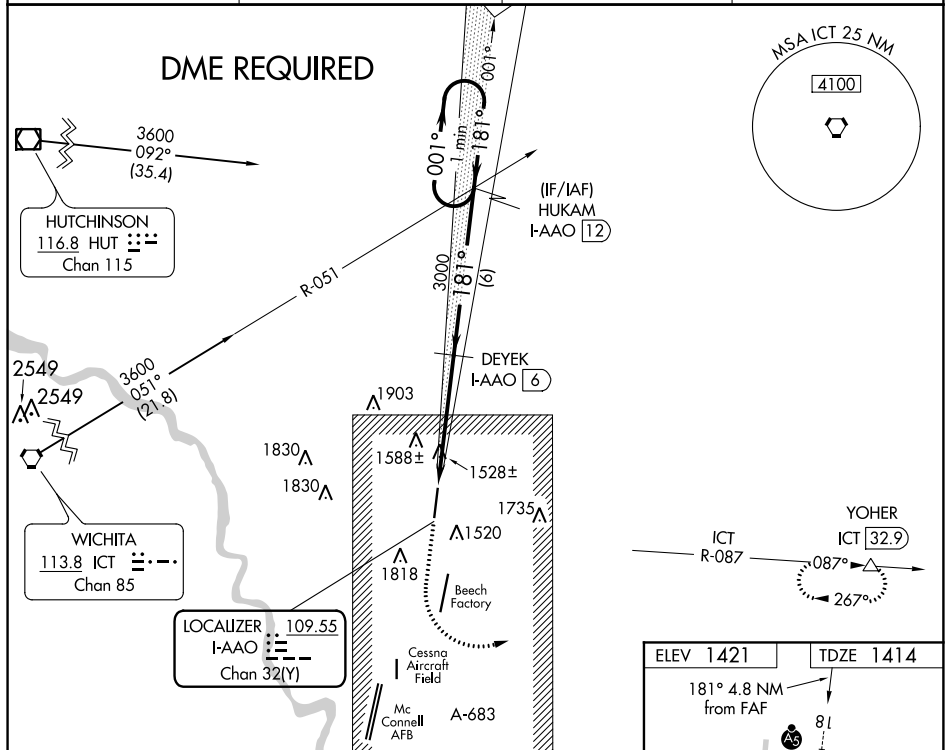 DME REQUIRED
MSA ICT 25 NM
4100
001°
001°
1 min
181°
3600
092°
(35.4)
(IF/IAF)
HUKAM
I-AAO 12
HUTCHINSON
116.8 HUT
Chan 115
R-051
3000
181°
(6)
DEYEK
I-AAO 6
2549
2549
3600
051°
(21.8)
1903
1830
1588±
1528±
1830
1735
1520
1818
WICHITA
113.8 ICT
Chan 85
YOHER
ICT 32.9
ICT
R-087
087°
267°
Beech
Factory
LOCALIZER 109.55
I-AAO
Chan 32(Y)
Cessna
Aircraft
Field
Mc
Connell
AFB
A-683
ELEV 1421
TDZE 1414
181° 4.8 NM
from FAF
18
A5